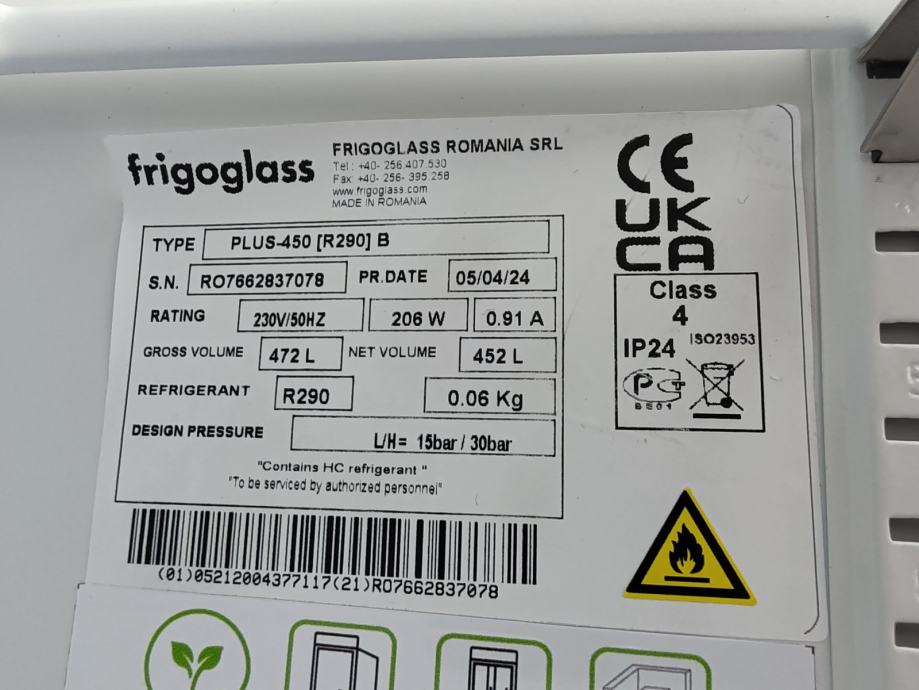 frigoglass
FRIGOGLASS ROMANIA SRL
Tel : +40- 256.407.530
Fax: +40- 256- 395.258
www.frigoglass.com
MADE IN ROMANIA
TYPE PLUS-450 [R290] B
S.N. RO7662837078 PR.DATE 05/04/24
RATING 230V/50HZ 206 W 0.91 A
GROSS VOLUME 472 L NET VOLUME 452 L
REFRIGERANT R290 0.06 Kg
DESIGN PRESSURE L/H= 15bar / 30bar
"Contains HC refrigerant "
"To be serviced by authorized personnel"
(01)05212004377117(21)RO7662837078
CE
UK
CA
Class
4
IP24 ISO23953
PCT
BE01